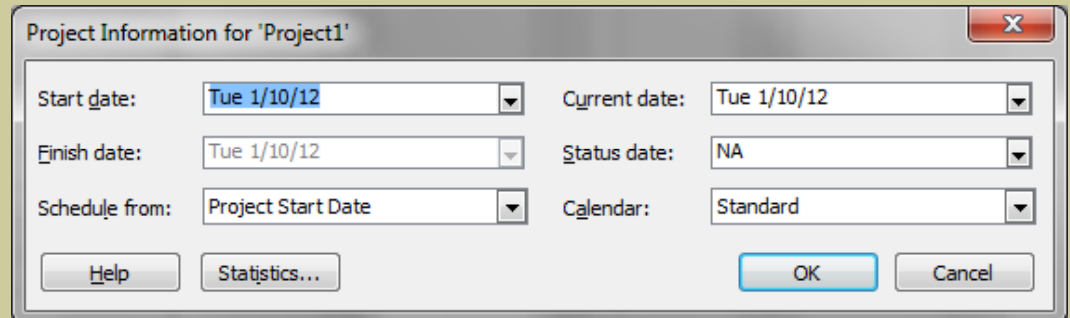 Project Information for 'Project1'
Start date: Tue 1/10/12 Current date: Tue 1/10/12
Finish date: Tue 1/10/12 Status date: NA
Schedule from: Project Start Date Calendar: Standard
Help Statistics... OK Cancel